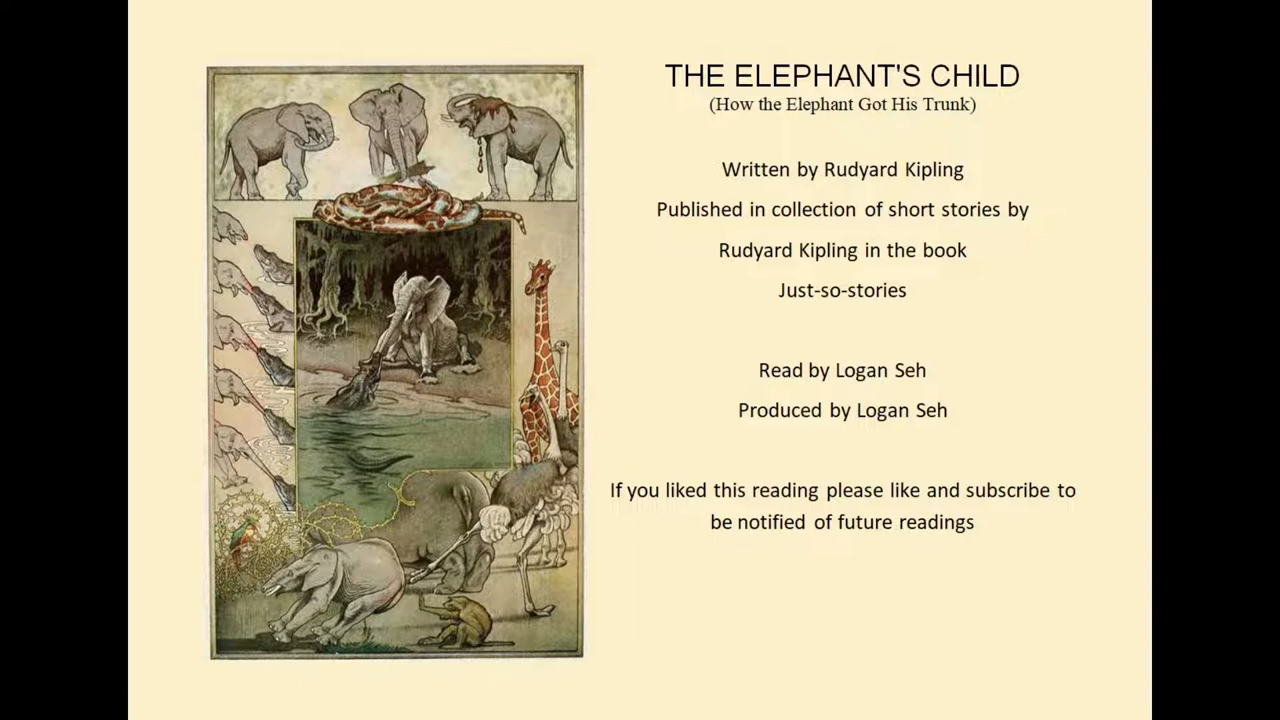 THE ELEPHANT'S CHILD
(How the Elephant Got His Trunk)
Written by Rudyard Kipling
Published in collection of short stories by
Rudyard Kipling in the book
Just-so-stories
Read by Logan Seh
Produced by Logan Seh
If you liked this reading please like and subscribe to
be notified of future readings